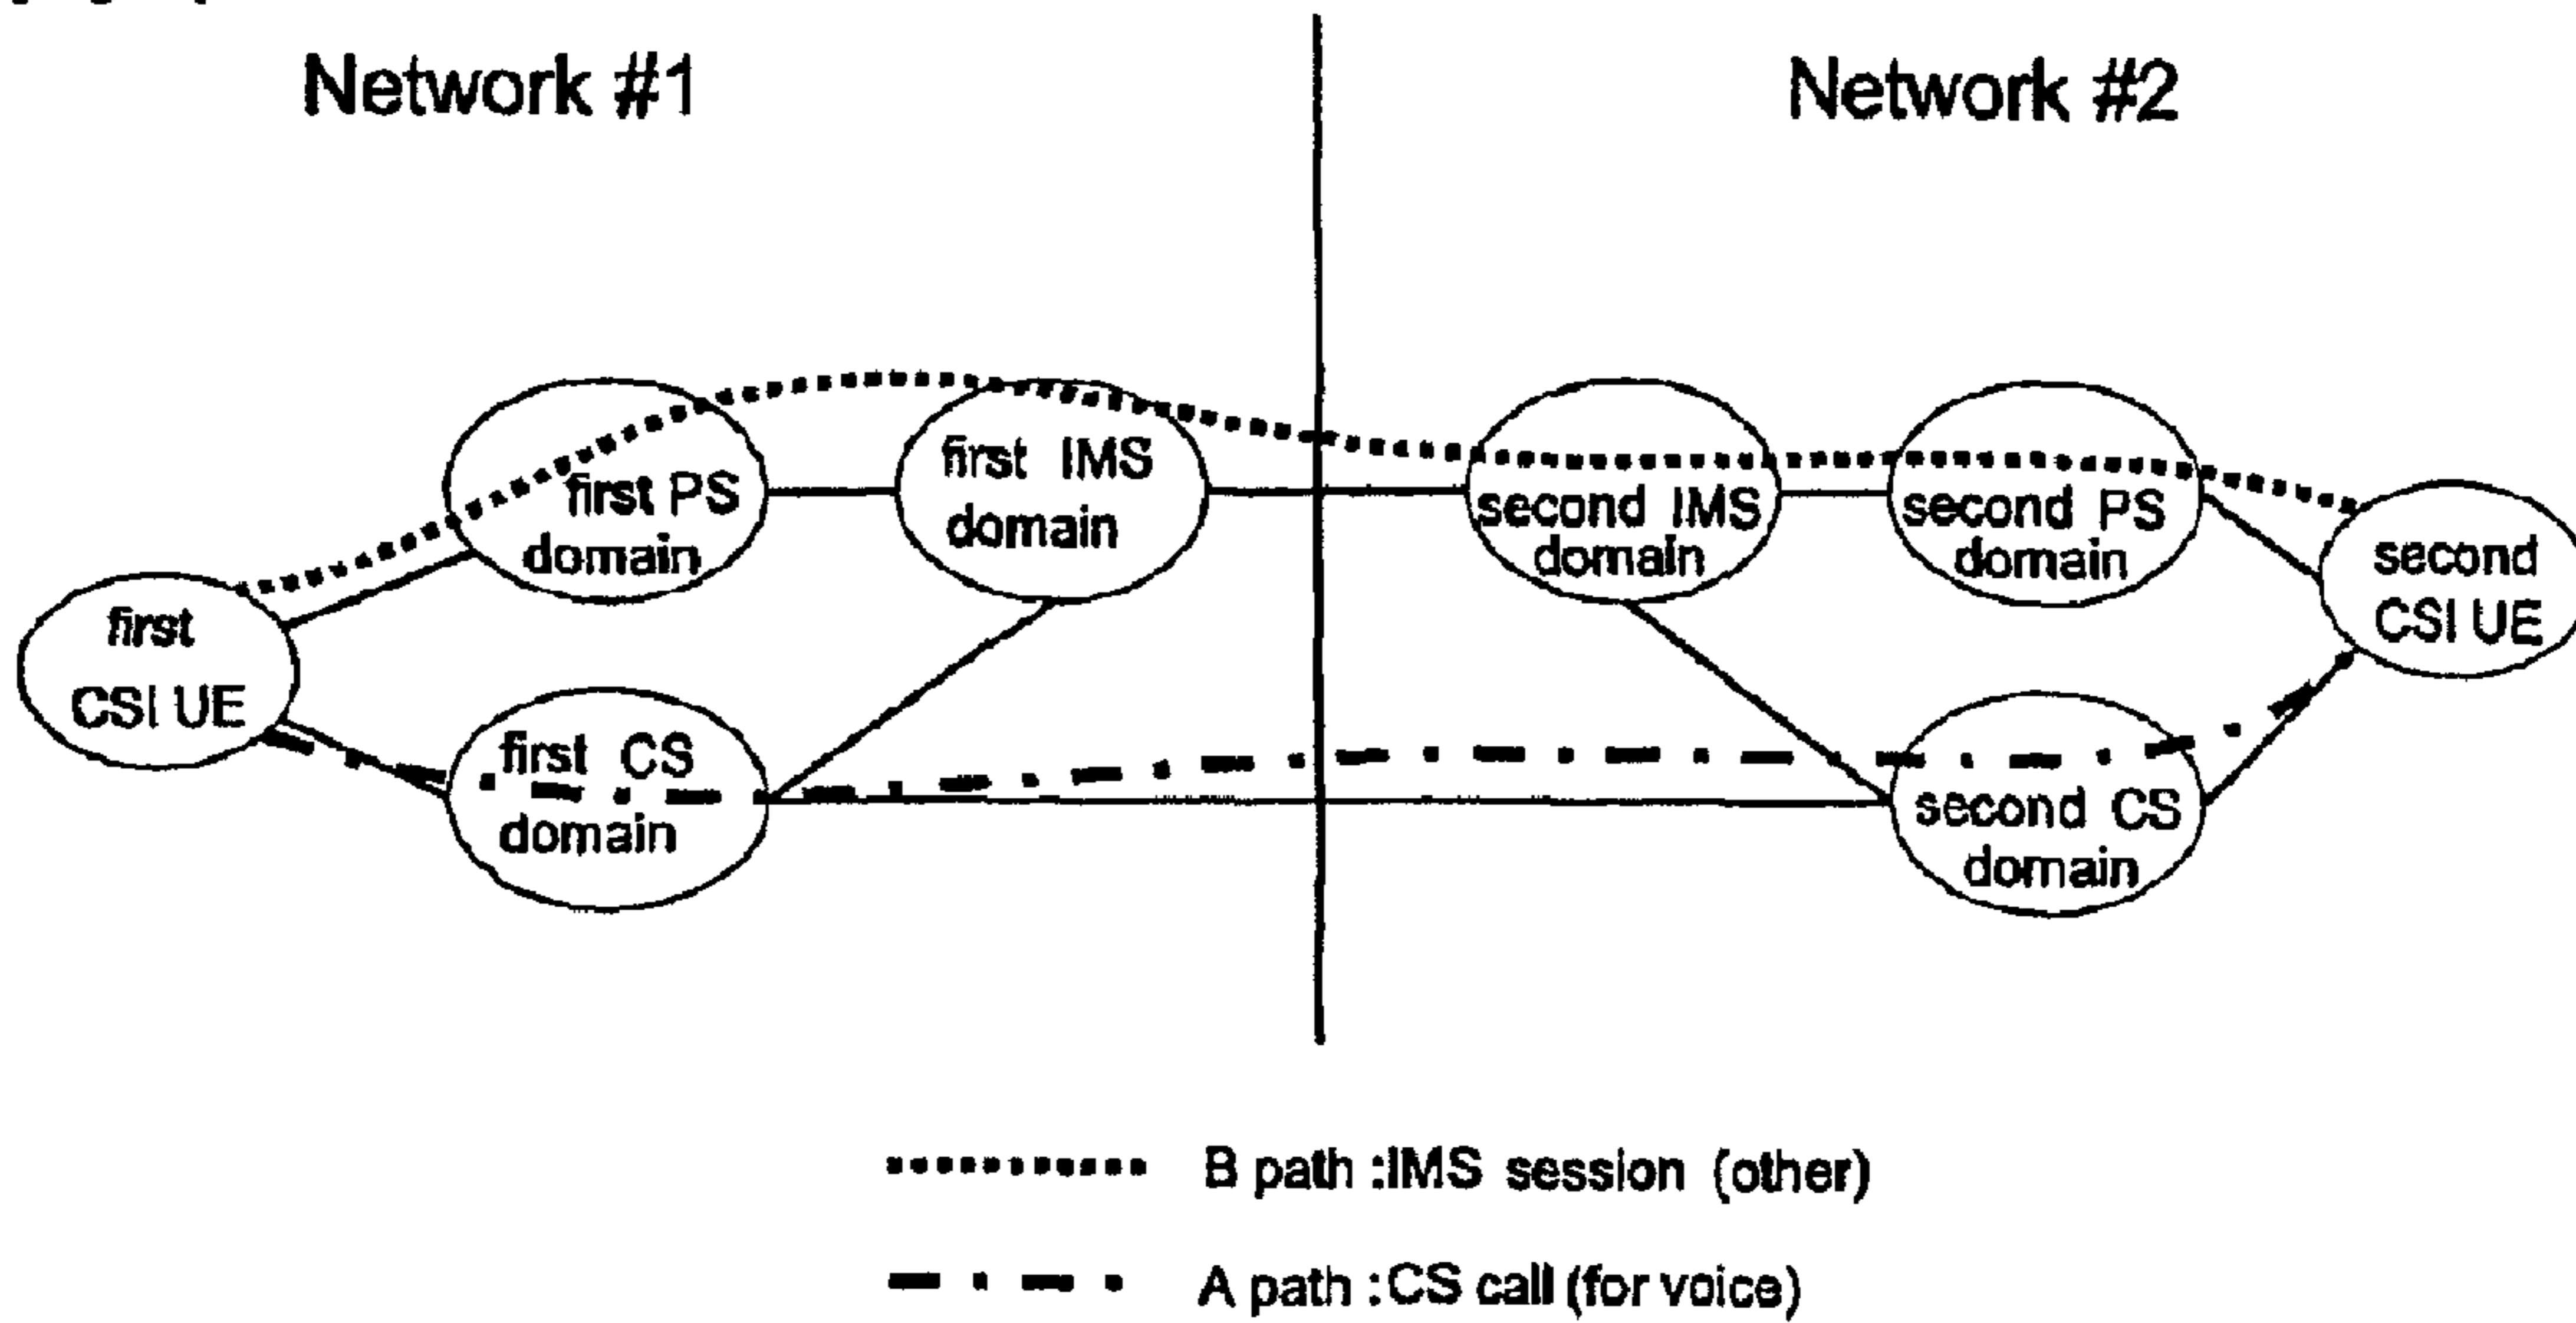 Network #1
Network #2
first PS
domain
first IMS
domain
second IMS
domain
second PS
domain
first
CSI UE
second
CSI UE
first CS
domain
second CS
domain
B path :IMS session (other)
A path :CS call (for voice)